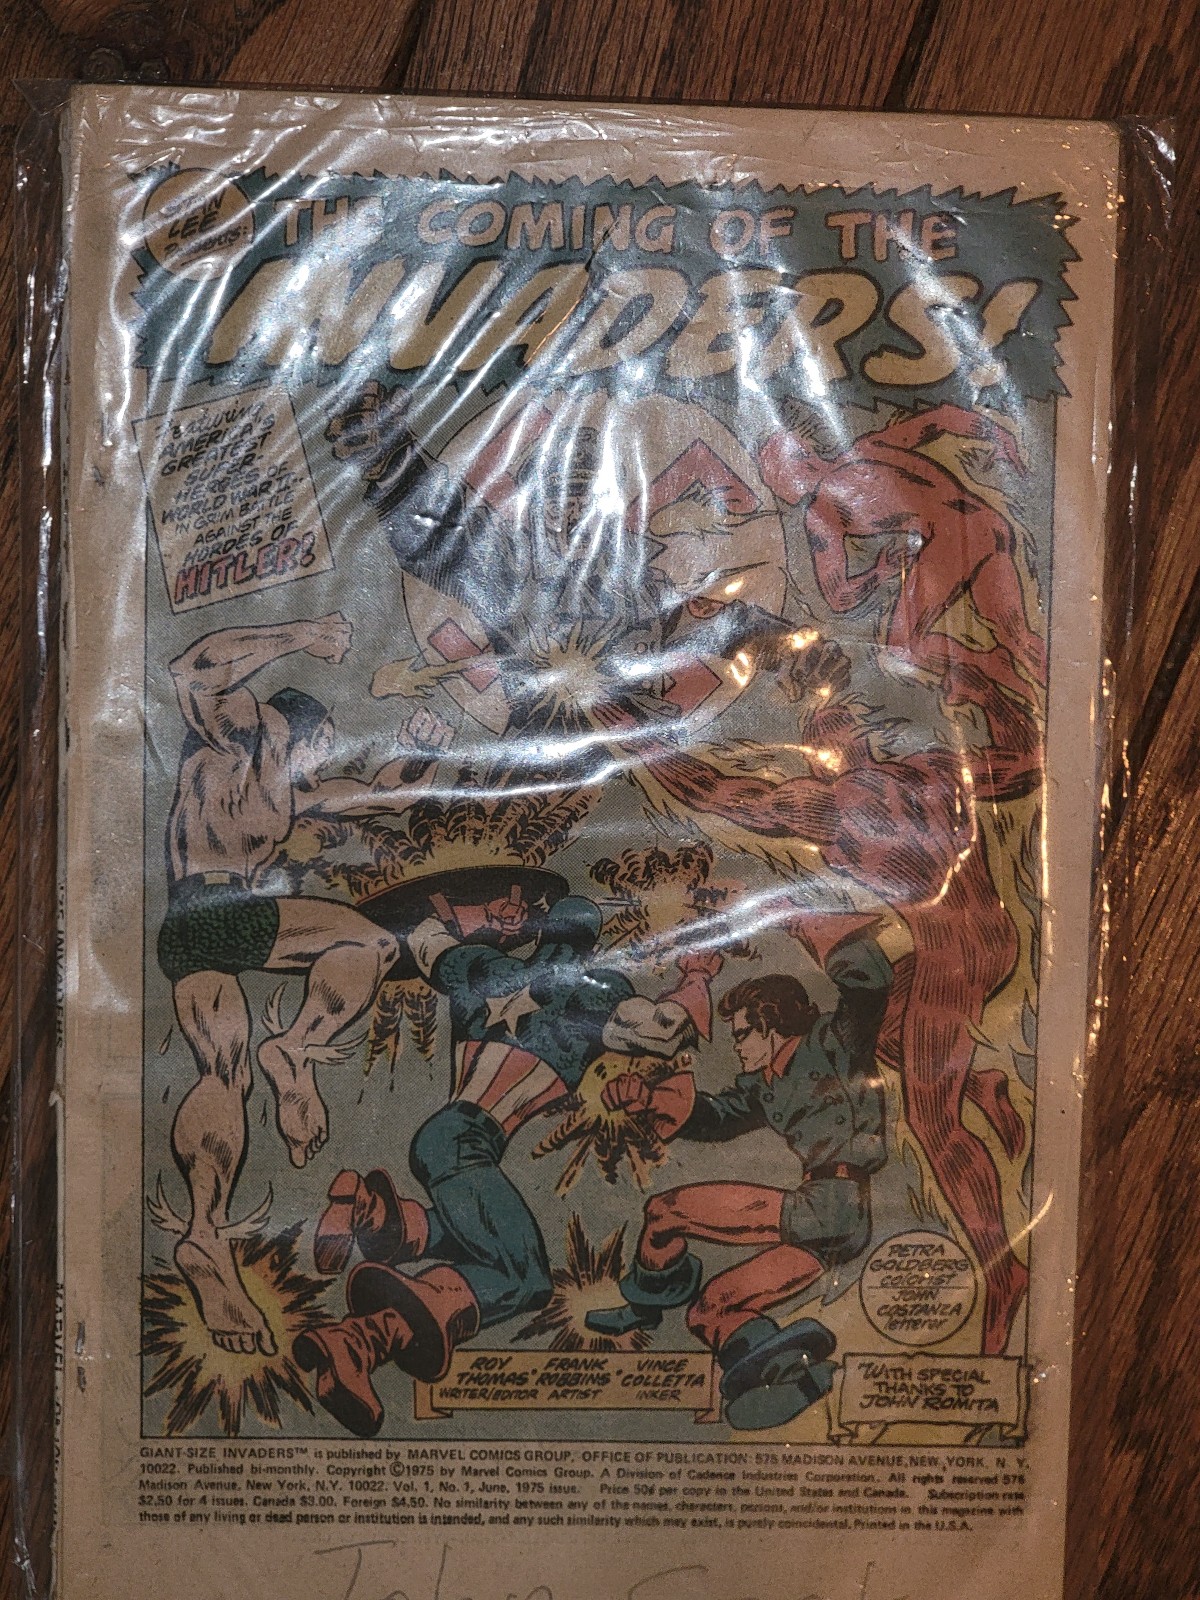 STAN
LEE
THE COMING OF THE
INVADERS!
Featuring
AMERICA'S
GREATEST
SUPER-
HEROES OF
WORLD WAR II--
IN GRIM BATTLE
AGAINST THE
HORDES OF
HITLER!
PETRA
GOLDBERG
colorist
JOHN
COSTANZA
letterer
ROY THOMAS WRITER/EDITOR • FRANK ROBBINS ARTIST • VINCE COLLETTA INKER
"WITH SPECIAL
THANKS TO
JOHN ROMITA
GIANT-SIZE INVADERS™ is published by MARVEL COMICS GROUP, OFFICE OF PUBLICATION: 575 MADISON AVENUE, NEW YORK, N. Y.
10022. Published bi-monthly. Copyright ©1975 by Marvel Comics Group. A Division of Cadence Industries Corporation. All rights reserved 575
Madison Avenue, New York, N.Y. 10022. Vol. 1, No. 1, June, 1975 issue. Price 50¢ per copy in the United States and Canada. Subscription rate
$2.50 for 4 issues. Canada $3.00. Foreign $4.50. No similarity between any of the names, characters, persons, and/or institutions in this magazine with
those of any living or dead person or institution is intended, and any such similarity which may exist, is purely coincidental. Printed in the U.S.A.